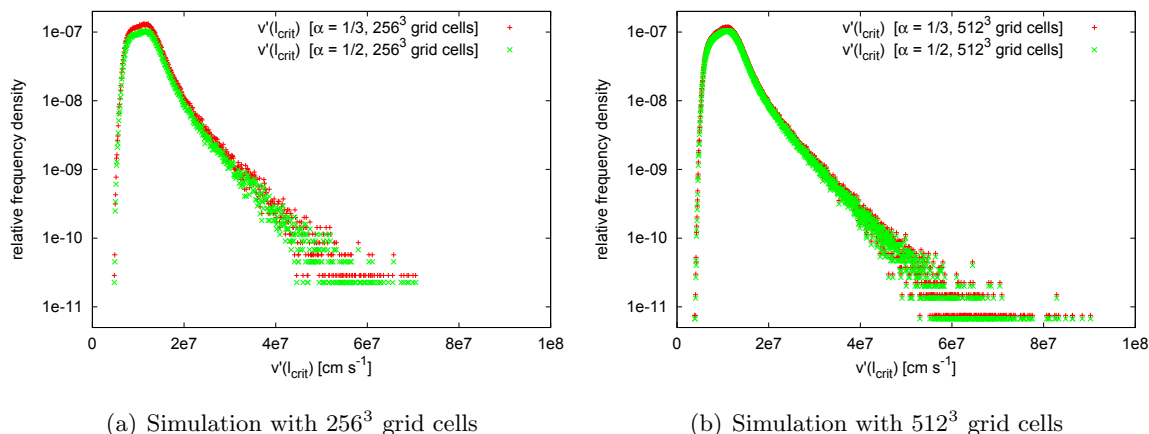 v'(l_crit) [α = 1/3, 256³ grid cells]
v'(l_crit) [α = 1/2, 256³ grid cells]
relative frequency density
1e-07
1e-08
1e-09
1e-10
1e-11
0
2e7
4e7
6e7
8e7
1e8
v'(l_crit) [cm s⁻¹]
(a) Simulation with 256³ grid cells
v'(l_crit) [α = 1/3, 512³ grid cells]
v'(l_crit) [α = 1/2, 512³ grid cells]
relative frequency density
1e-07
1e-08
1e-09
1e-10
1e-11
0
2e7
4e7
6e7
8e7
1e8
v'(l_crit) [cm s⁻¹]
(b) Simulation with 512³ grid cells